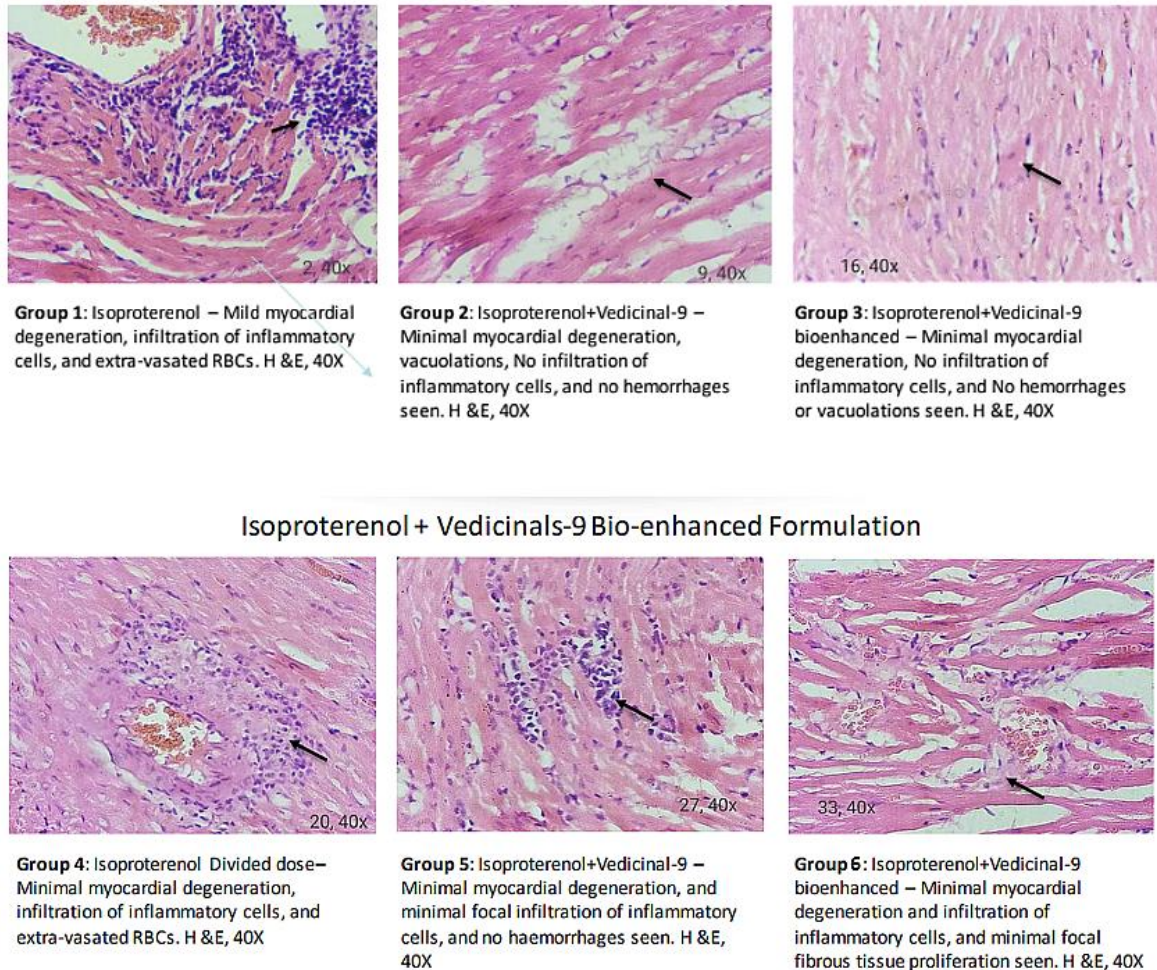 2, 40x
9, 40x
16, 40x
Group 1: Isoproterenol – Mild myocardial
degeneration, infiltration of inflammatory
cells, and extra-vasated RBCs. H &E, 40X
Group 2: Isoproterenol+Vedicinal-9 –
Minimal myocardial degeneration,
vacuolations, No infiltration of
inflammatory cells, and no hemorrhages
seen. H &E, 40X
Group 3: Isoproterenol+Vedicinal-9
bioenhanced – Minimal myocardial
degeneration, No infiltration of
inflammatory cells, and No hemorrhages
or vacuolations seen. H &E, 40X
Isoproterenol + Vedicinals-9 Bio-enhanced Formulation
20, 40x
27, 40x
33, 40x
Group 4: Isoproterenol Divided dose–
Minimal myocardial degeneration,
infiltration of inflammatory cells, and
extra-vasated RBCs. H &E, 40X
Group 5: Isoproterenol+Vedicinal-9 –
Minimal myocardial degeneration, and
minimal focal infiltration of inflammatory
cells, and no haemorrhages seen. H &E,
40X
Group 6: Isoproterenol+Vedicinal-9
bioenhanced – Minimal myocardial
degeneration and infiltration of
inflammatory cells, and minimal focal
fibrous tissue proliferation seen. H &E, 40X